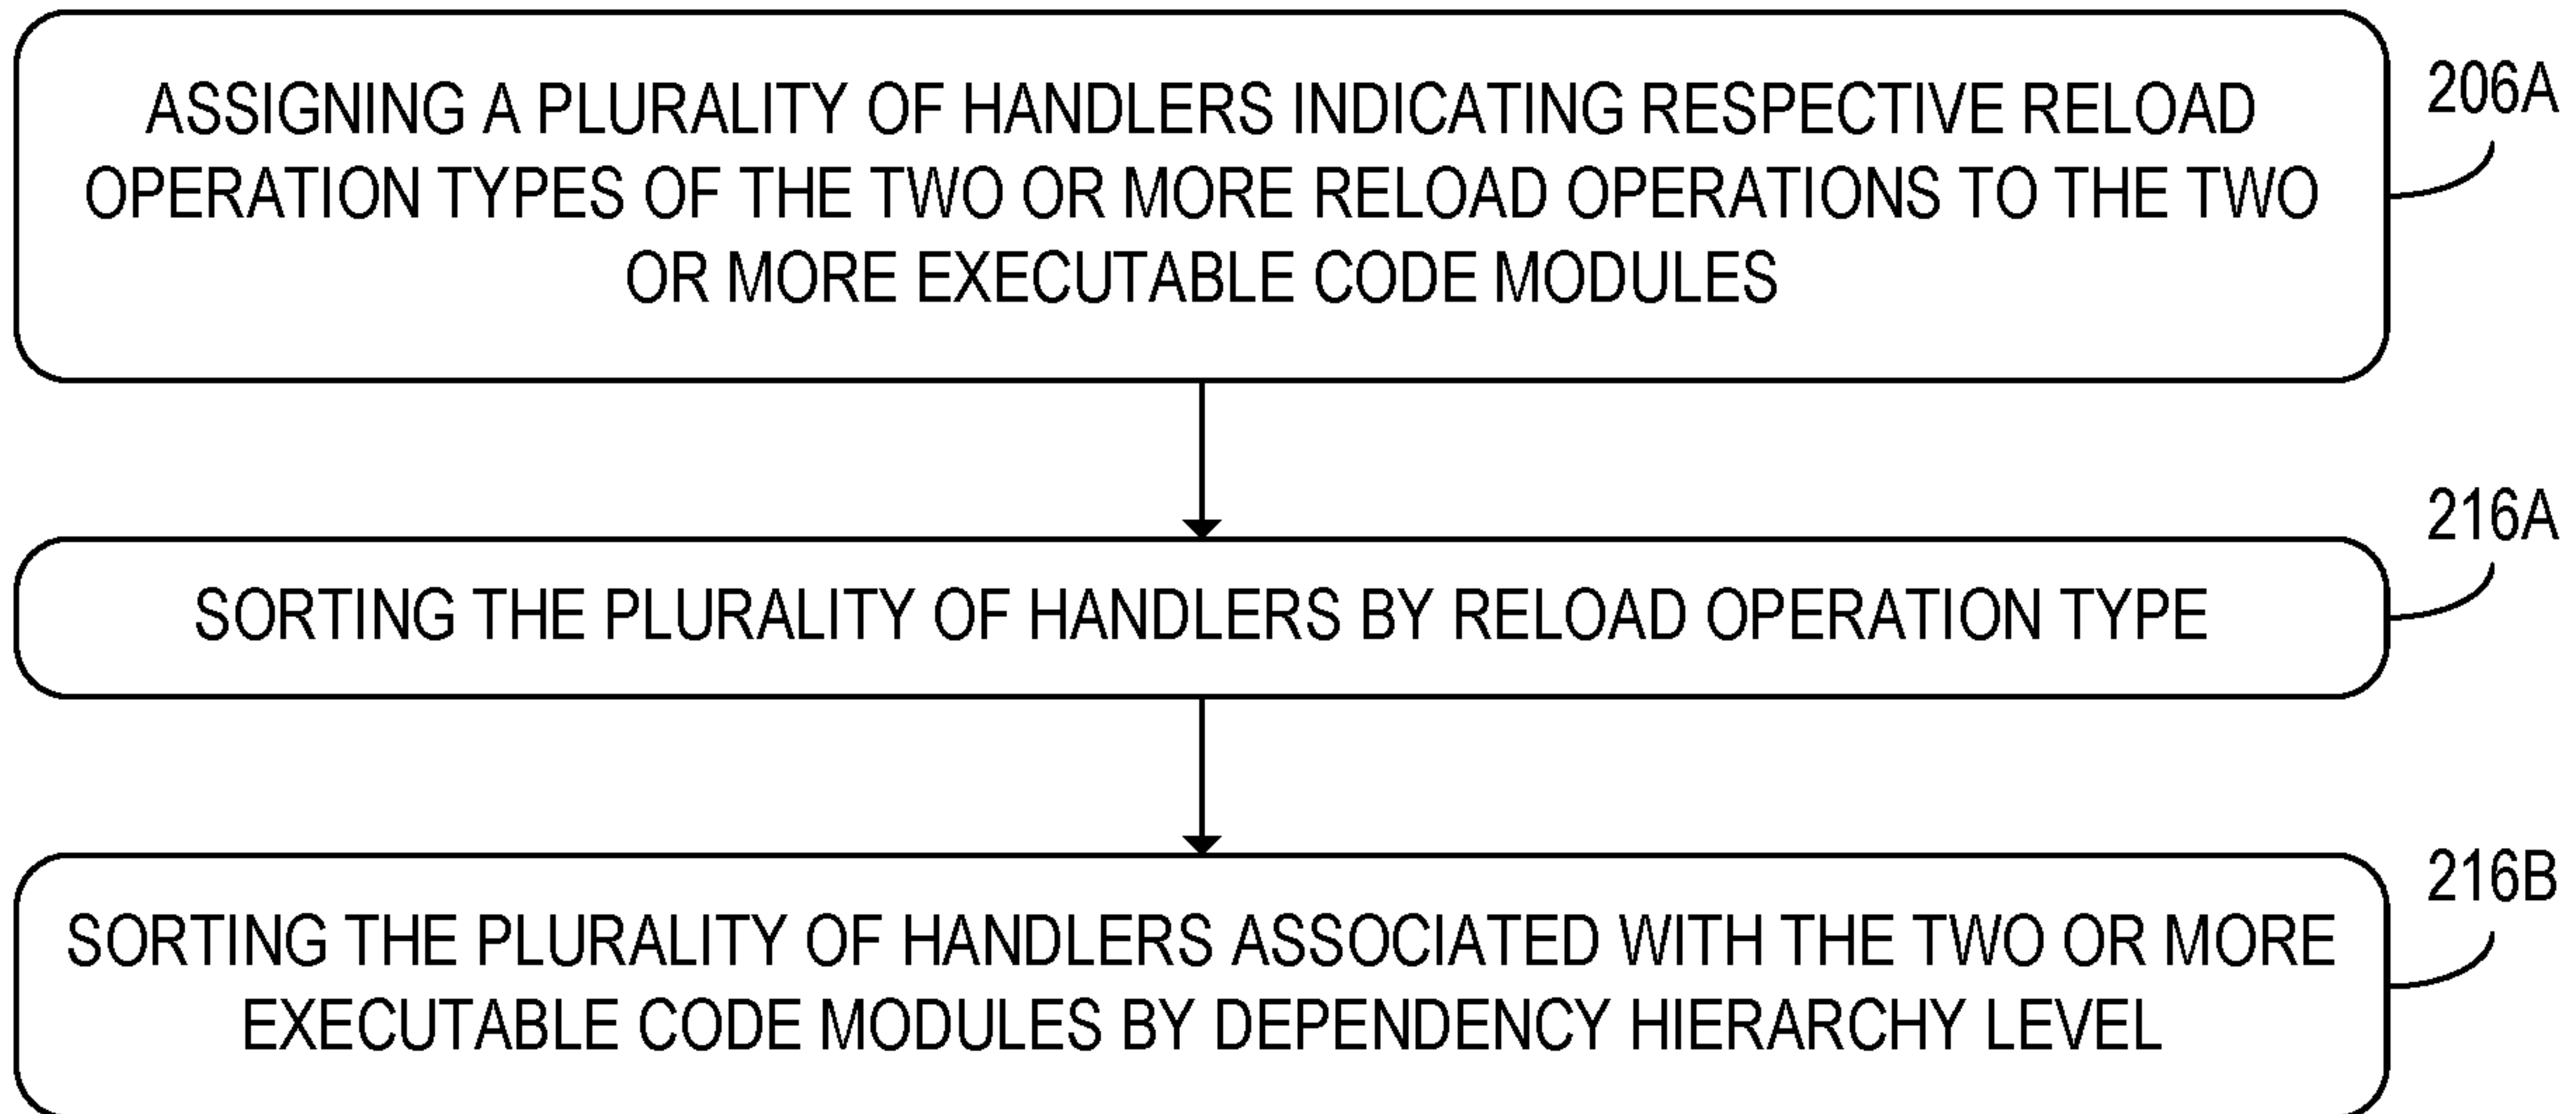 ASSIGNING A PLURALITY OF HANDLERS INDICATING RESPECTIVE RELOAD
OPERATION TYPES OF THE TWO OR MORE RELOAD OPERATIONS TO THE TWO
OR MORE EXECUTABLE CODE MODULES
206A
SORTING THE PLURALITY OF HANDLERS BY RELOAD OPERATION TYPE
216A
SORTING THE PLURALITY OF HANDLERS ASSOCIATED WITH THE TWO OR MORE
EXECUTABLE CODE MODULES BY DEPENDENCY HIERARCHY LEVEL
216B